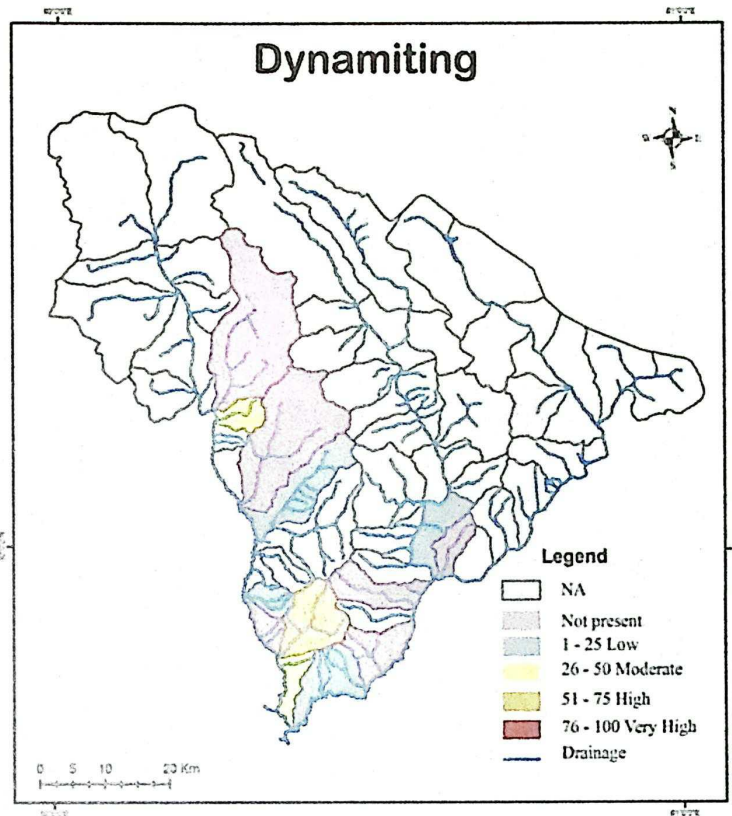 Dynamiting
N
W E
S
Legend
NA
Not present
1 - 25 Low
26 - 50 Moderate
51 - 75 High
76 - 100 Very High
Drainage
0 5 10 20 Km